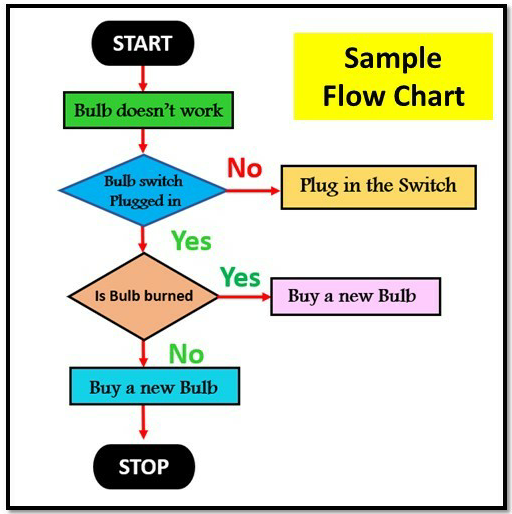 START
Sample
Flow Chart
Bulb doesn't work
Bulb switch
Plugged in
No
Plug in the Switch
Yes
Is Bulb burned
Yes
Buy a new Bulb
No
Buy a new Bulb
STOP